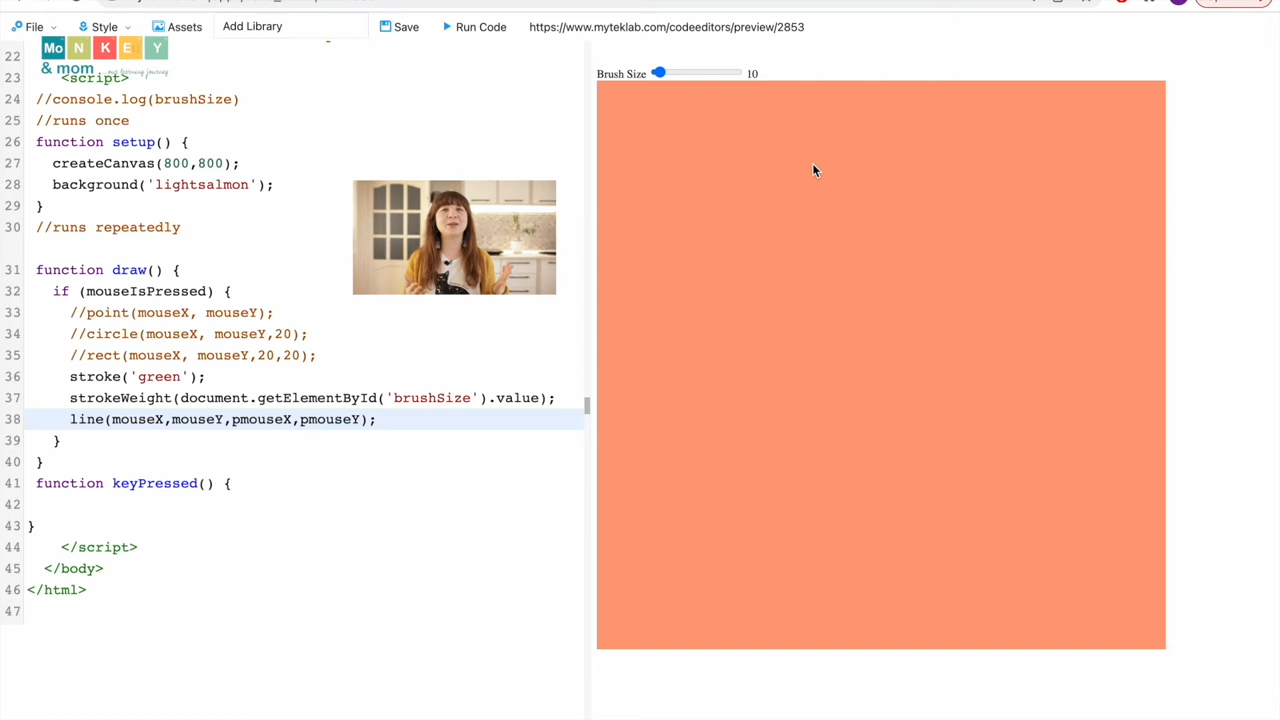 File Style Assets Add Library Save Run Code https://www.myteklab.com/codeeditors/preview/2853
MoNKEY
& mom our learning journey
22
23 <script>
24 //console.log(brushSize)
25 //runs once
26 function setup() {
27 createCanvas(800,800);
28 background('lightsalmon');
29 }
30 //runs repeatedly
31 function draw() {
32 if (mouseIsPressed) {
33 //point(mouseX, mouseY);
34 //circle(mouseX, mouseY,20);
35 //rect(mouseX, mouseY,20,20);
36 stroke('green');
37 strokeWeight(document.getElementById('brushSize').value);
38 line(mouseX,mouseY,pmouseX,pmouseY);
39 }
40 }
41 function keyPressed() {
42
43 }
44 </script>
45 </body>
46 </html>
47
Brush Size 10